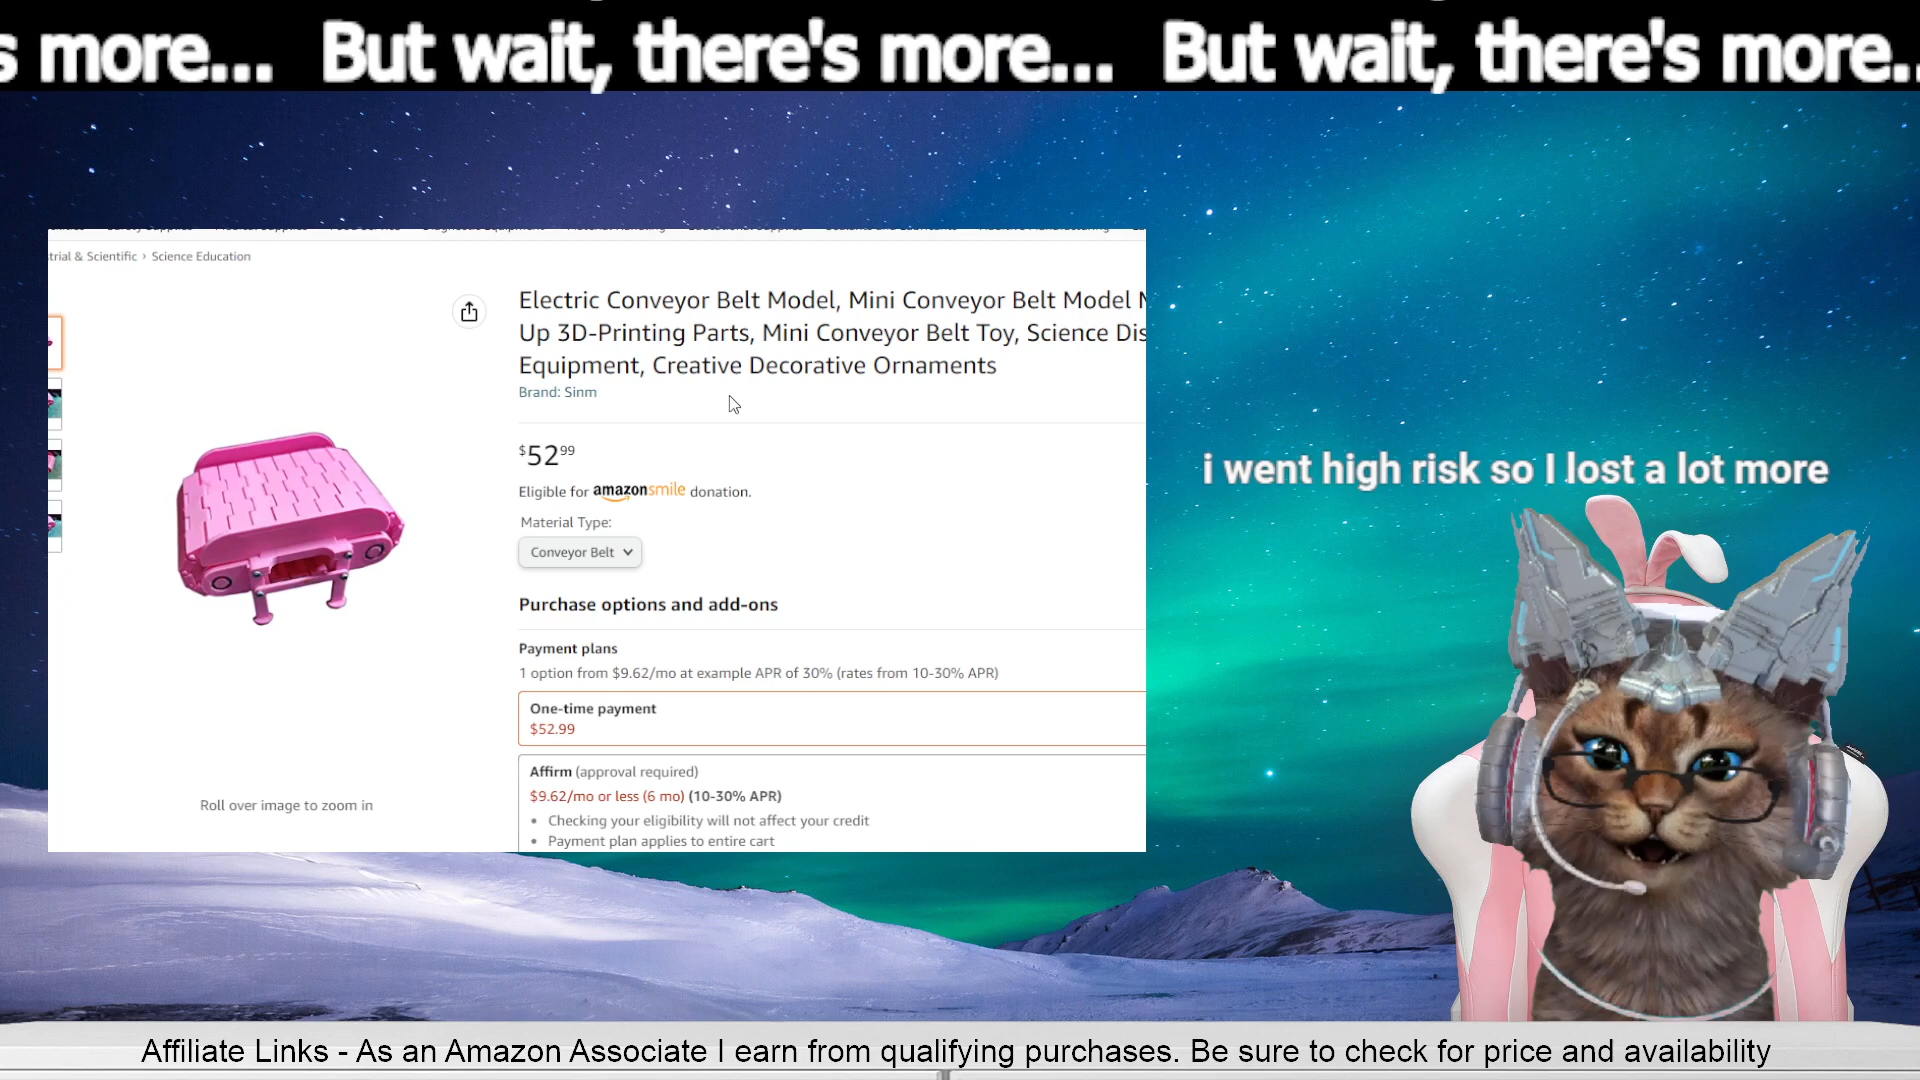 s more... But wait, there's more... But wait, there's more..
trial & Scientific › Science Education
Electric Conveyor Belt Model, Mini Conveyor Belt Model
Up 3D-Printing Parts, Mini Conveyor Belt Toy, Science Dis
Equipment, Creative Decorative Ornaments
Brand: Sinm
$52 99
Eligible for amazonsmile donation.
Material Type:
Conveyor Belt
Purchase options and add-ons
Payment plans
1 option from $9.62/mo at example APR of 30% (rates from 10-30% APR)
One-time payment
$52.99
Affirm (approval required)
$9.62/mo or less (6 mo) (10-30% APR)
• Checking your eligibility will not affect your credit
• Payment plan applies to entire cart
Roll over image to zoom in
i went high risk so I lost a lot more
Affiliate Links - As an Amazon Associate I earn from qualifying purchases. Be sure to check for price and availability